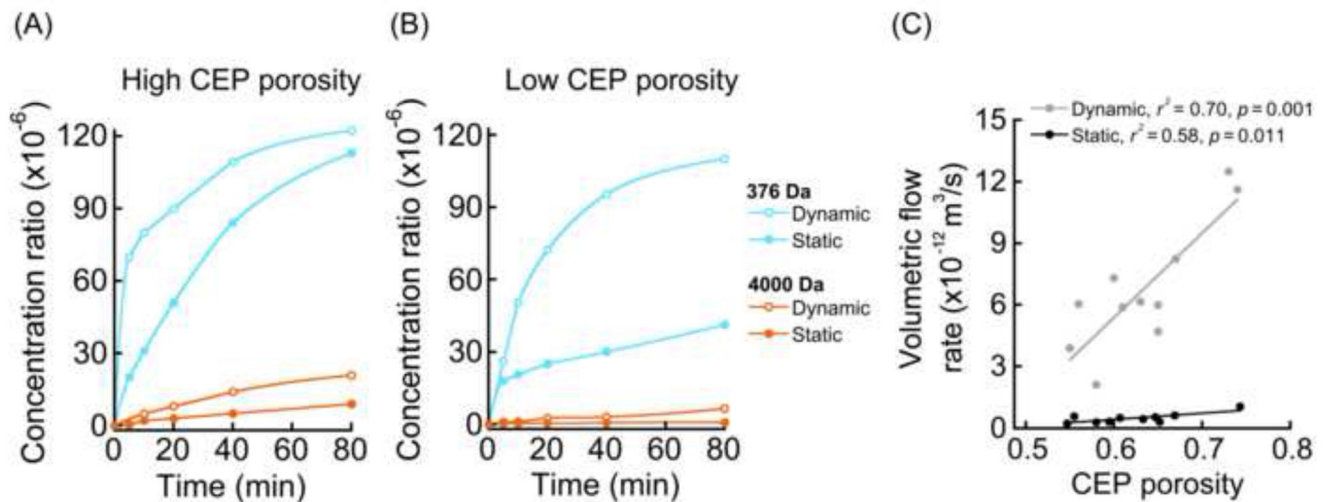 (A)
High CEP porosity
Concentration ratio (x10⁻⁶)
120
90
60
30
0
0 20 40 60 80
Time (min)
(B)
Low CEP porosity
Concentration ratio (x10⁻⁶)
120
90
60
30
0
0 20 40 60 80
Time (min)
376 Da
Dynamic
Static
4000 Da
Dynamic
Static
(C)
Dynamic, r² = 0.70, p = 0.001
Static, r² = 0.58, p = 0.011
Volumetric flow
rate (x10⁻¹² m³/s)
15
12
9
6
3
0
0.5 0.6 0.7 0.8
CEP porosity